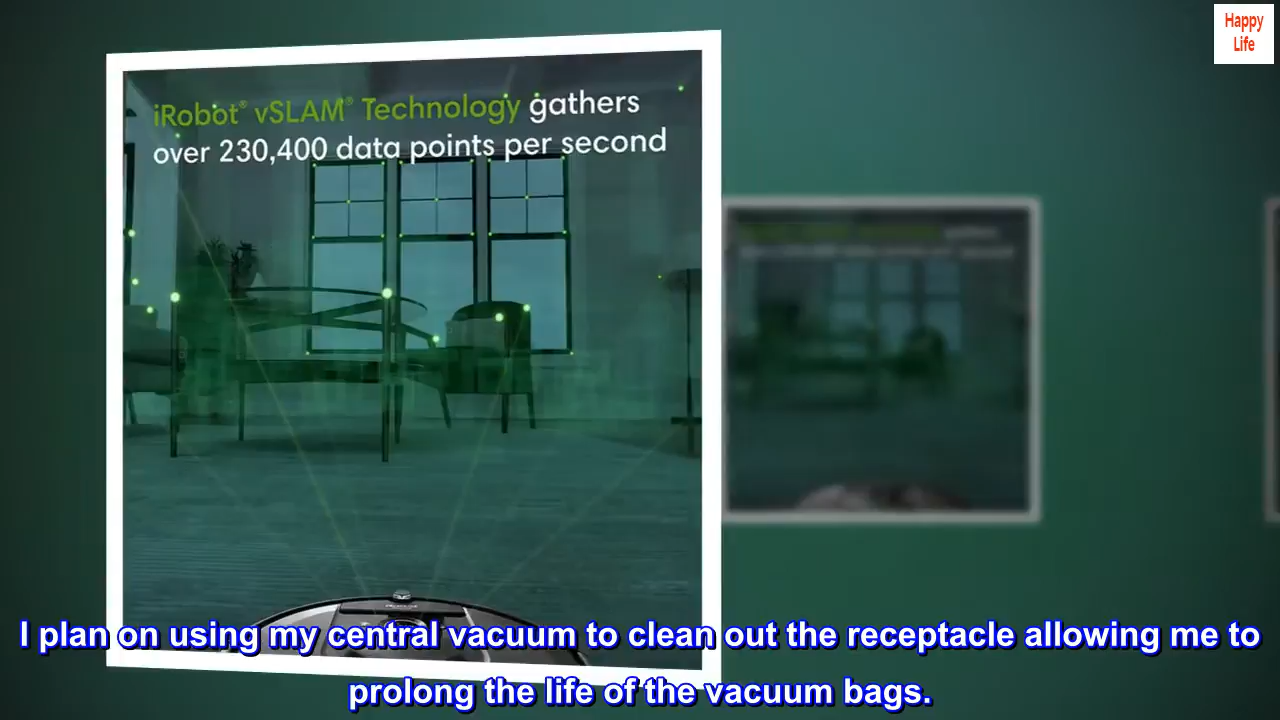 Happy
Life
iRobot® vSLAM® Technology gathers
over 230,400 data points per second
I plan on using my central vacuum to clean out the receptacle allowing me to
prolong the life of the vacuum bags.